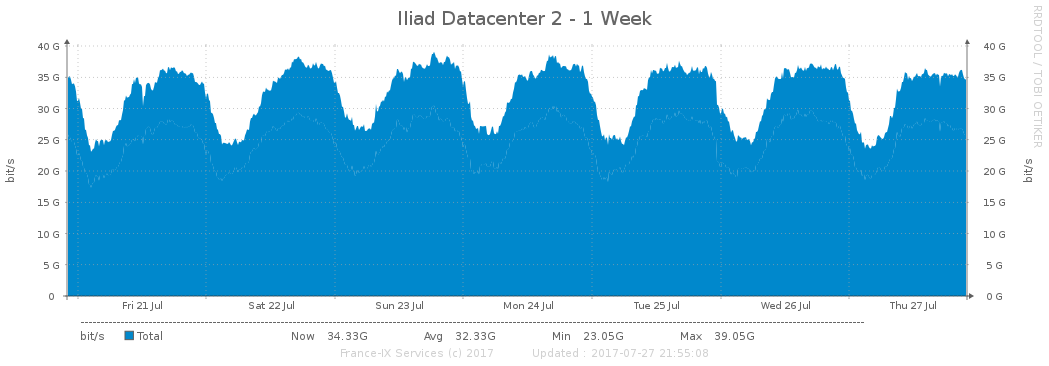 Iliad Datacenter 2 - 1 Week
RRDTOOL / TOBI OETIKER
40 G 40 G
35 G 35 G
30 G 30 G
25 G 25 G
20 G 20 G
15 G 15 G
10 G 10 G
5 G 5 G
0 0 G
bit/s bit/s
Fri 21 Jul Sat 22 Jul Sun 23 Jul Mon 24 Jul Tue 25 Jul Wed 26 Jul Thu 27 Jul
bit/s Total Now 34.33G Avg 32.33G Min 23.05G Max 39.05G
France-IX Services (c) 2017 Updated : 2017-07-27 21:55:08